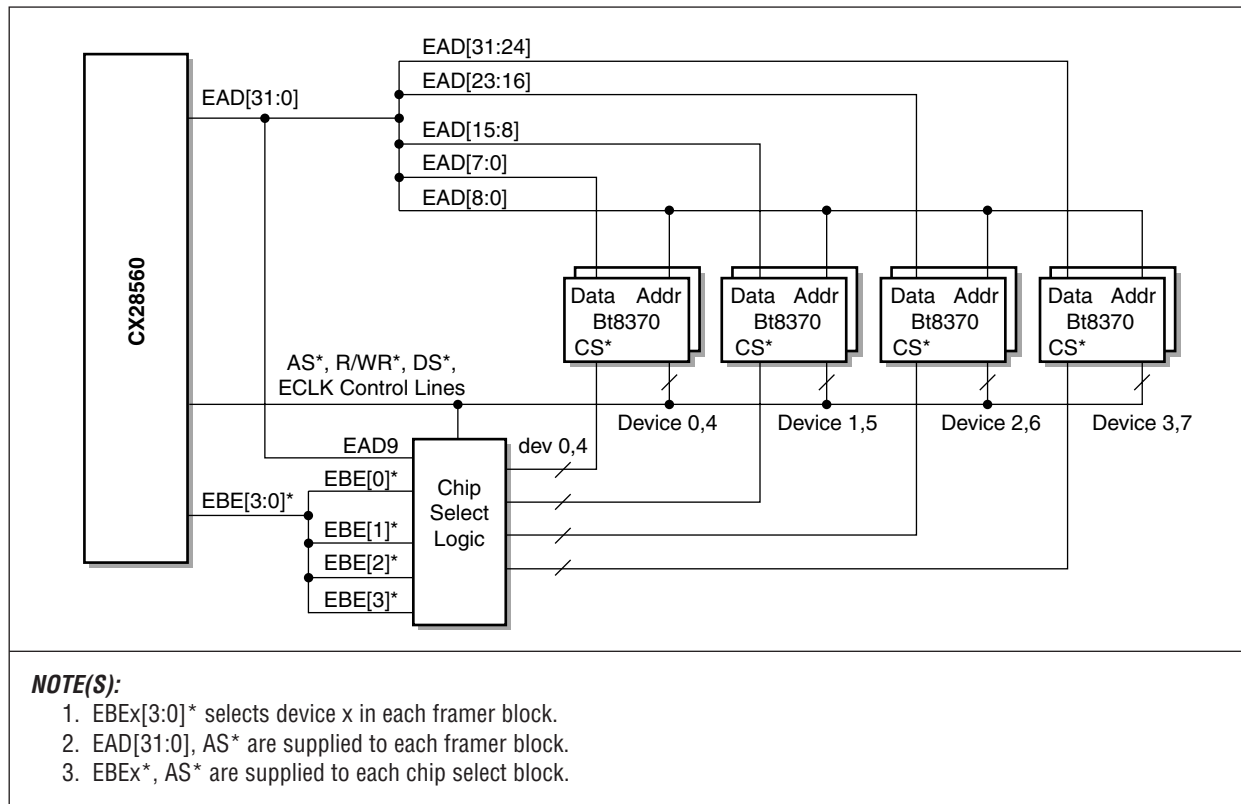 EAD[31:24]
EAD[23:16]
EAD[31:0]
EAD[15:8]
EAD[7:0]
EAD[8:0]
CX28560
Data Addr
Bt8370
CS*
Data Addr
Bt8370
CS*
Data Addr
Bt8370
CS*
Data Addr
Bt8370
CS*
AS*, R/WR*, DS*,
ECLK Control Lines
Device 0,4
Device 1,5
Device 2,6
Device 3,7
EAD9
dev 0,4
EBE[0]*
EBE[3:0]*
EBE[1]*
EBE[2]*
EBE[3]*
Chip
Select
Logic
NOTE(S):
1. EBEx[3:0]* selects device x in each framer block.
2. EAD[31:0], AS* are supplied to each framer block.
3. EBEx*, AS* are supplied to each chip select block.